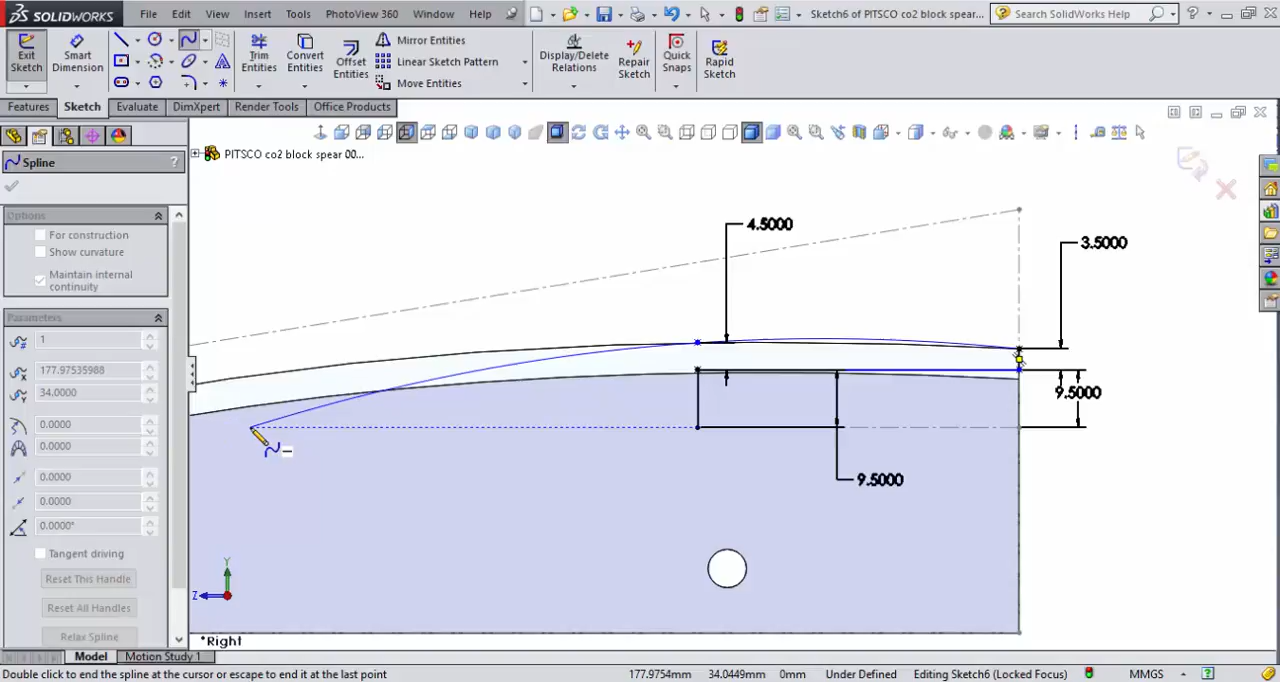 SOLIDWORKS File Edit View Insert Tools PhotoView 360 Window Help Sketch6 of PITSCO co2 block spear... Search SolidWorks Help
Exit Sketch
Smart Dimension
Trim Entities
Convert Entities
Offset Entities
Mirror Entities
Linear Sketch Pattern
Move Entities
Display/Delete Relations
Repair Sketch
Quick Snaps
Rapid Sketch
Features Sketch Evaluate DimXpert Render Tools Office Products
PITSCO co2 block spear 00...
Spline ?
Options
For construction
Show curvature
Maintain internal continuity
Parameters
1
177.97535988
34.0000
0.0000
0.0000
0.0000
0.0000
0.0000°
Tangent driving
Reset This Handle
Reset All Handles
Relax Spline
4.5000
3.5000
9.5000
9.5000
Y
Z
*Right
Model Motion Study 1
Double click to end the spline at the cursor or escape to end it at the last point 177.9754mm 34.0449mm 0mm Under Defined Editing Sketch6 (Locked Focus) MMGS ?